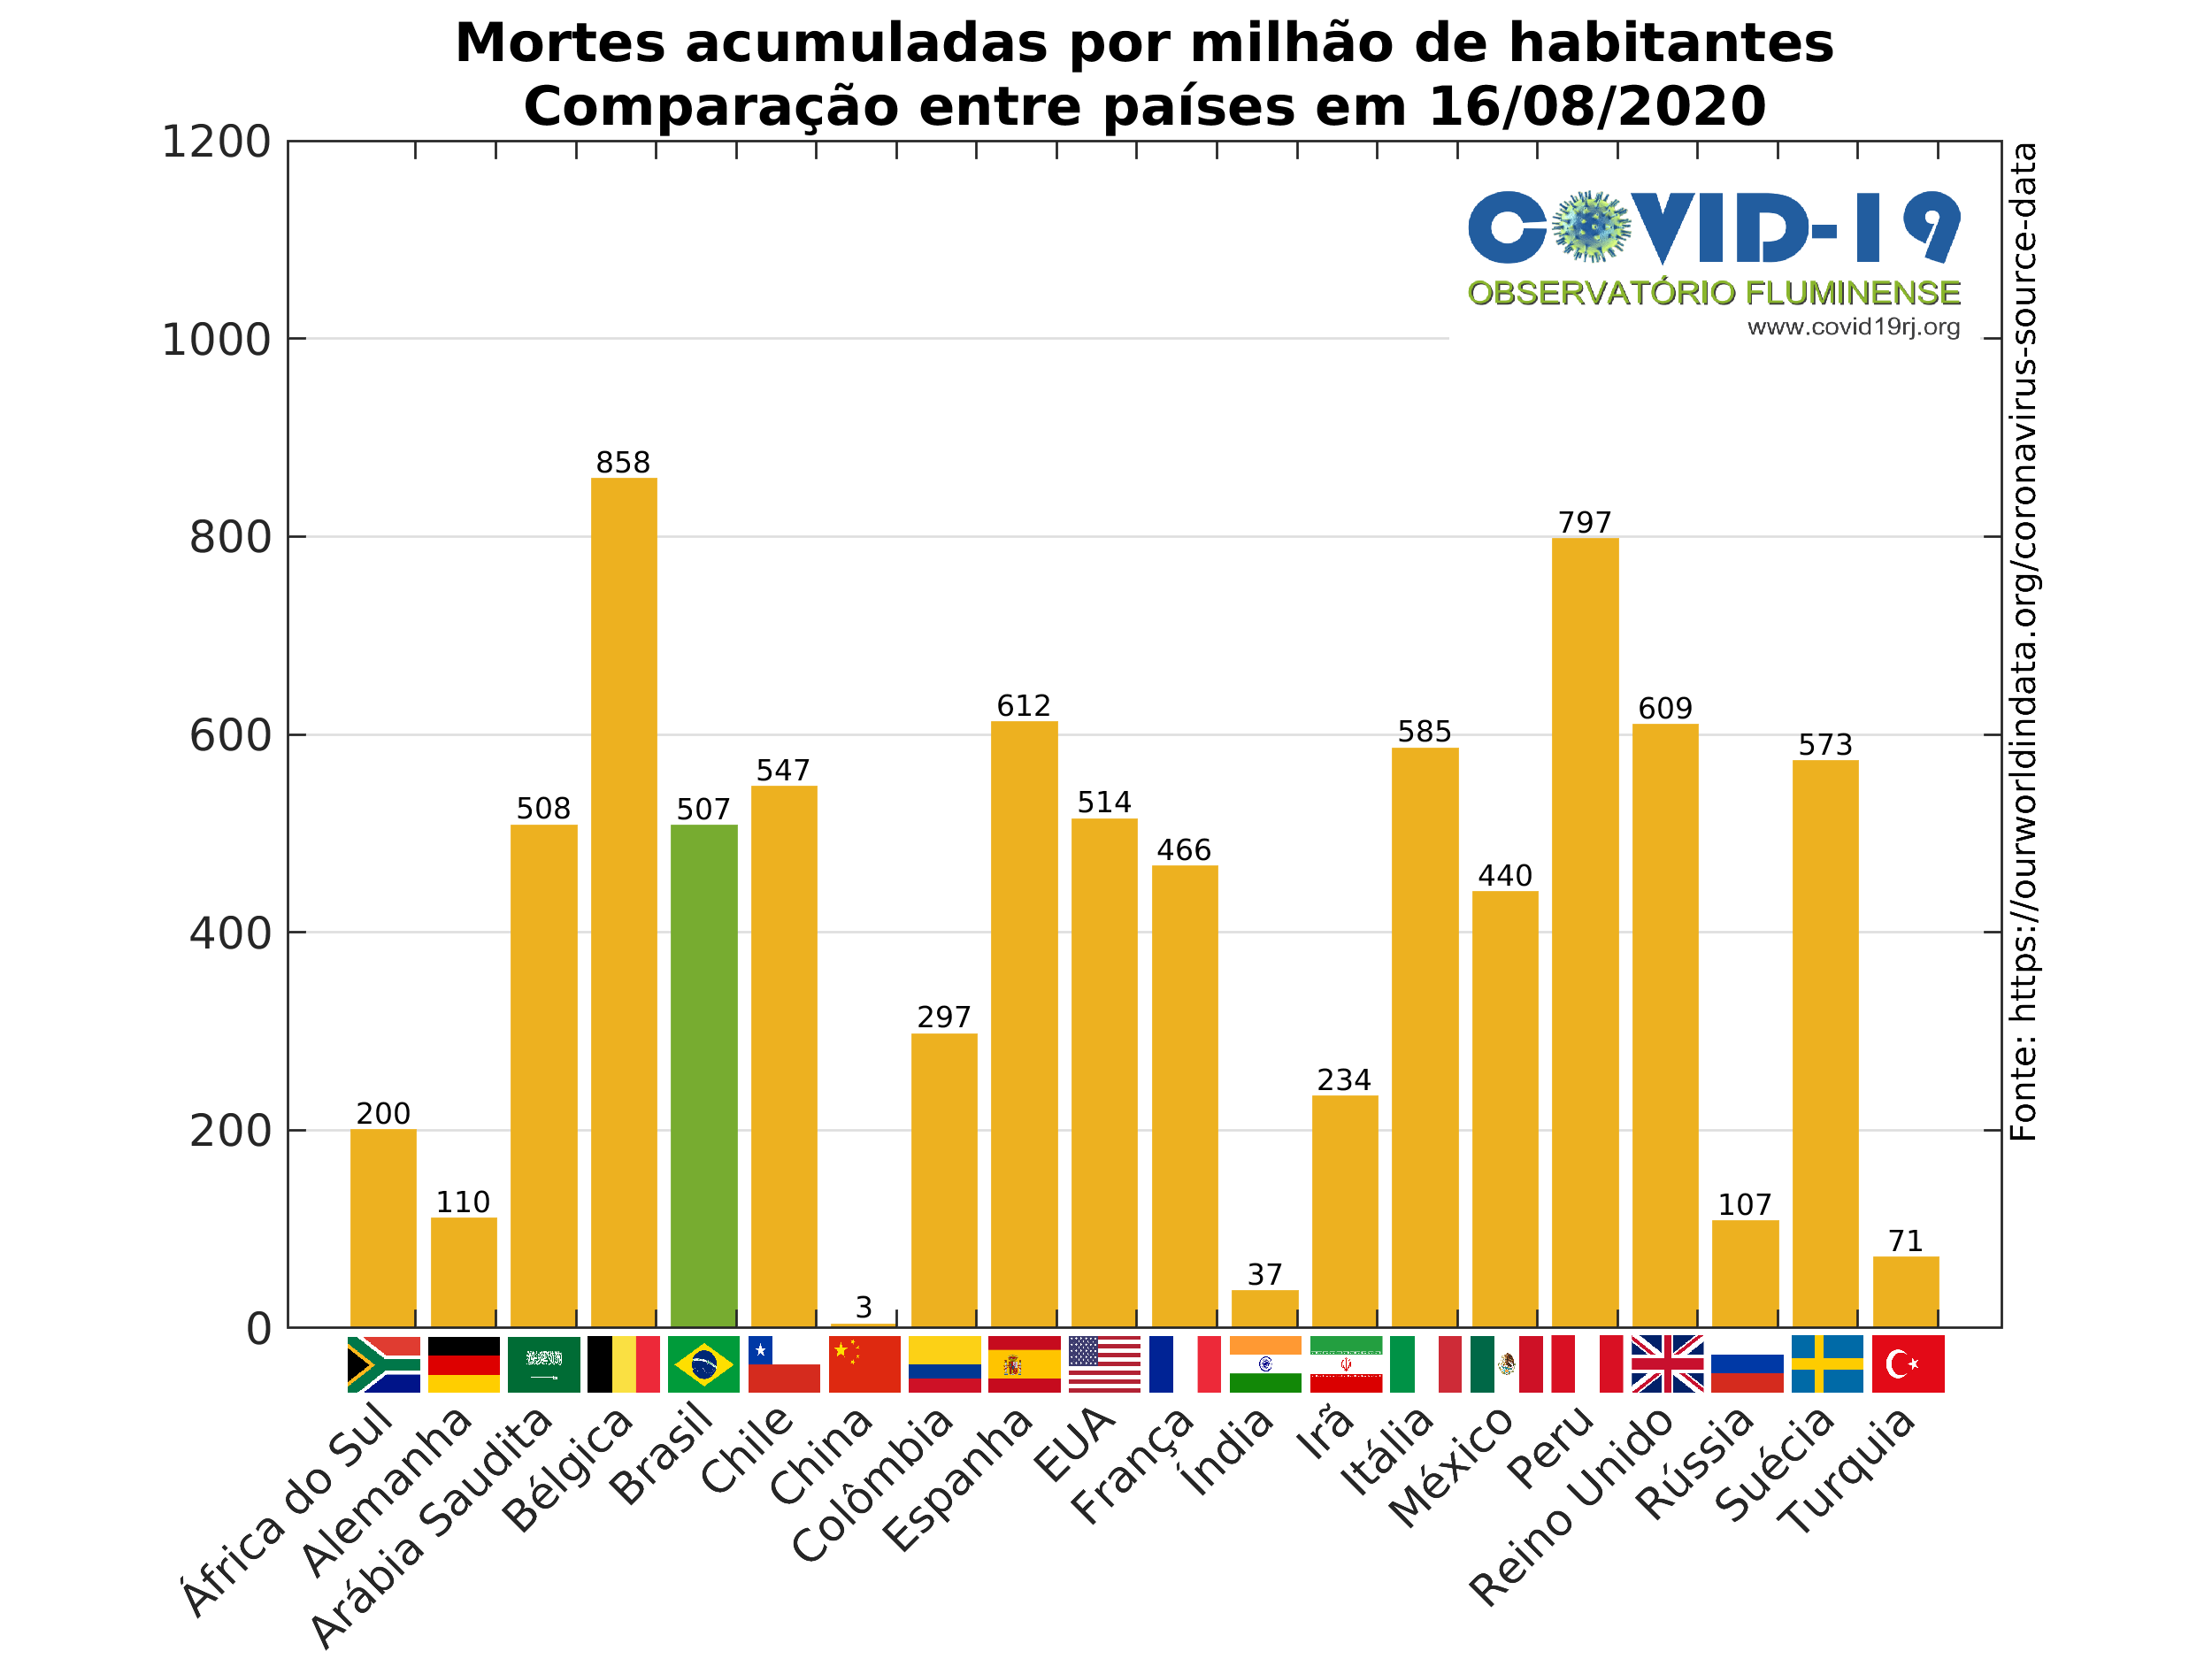 Mortes acumuladas por milhão de habitantes
Comparação entre países em 16/08/2020
1200
1000
800
600
400
200
0
COVID-19
OBSERVATÓRIO FLUMINENSE
www.covid19rj.org
Fonte: https://ourworldindata.org/coronavirus-source-data
200
110
508
858
507
547
3
297
612
514
466
37
234
585
440
797
609
107
573
71
África do Sul
Alemanha
Arábia Saudita
Bélgica
Brasil
Chile
China
Colômbia
Espanha
EUA
França
Índia
Irã
Itália
México
Peru
Reino Unido
Rússia
Suécia
Turquia